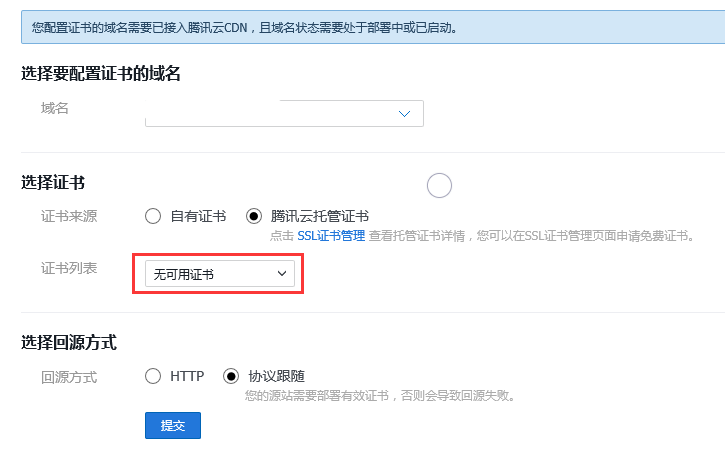 您配置证书的域名需要已接入腾讯云CDN，且域名状态需要处于部署中或已启动。
选择要配置证书的域名
域名
选择证书
证书来源 自有证书 腾讯云托管证书
点击 SSL证书管理 查看托管证书详情，您可以在SSL证书管理页面申请免费证书。
证书列表 无可用证书
选择回源方式
回源方式 HTTP 协议跟随
您的源站需要部署有效证书，否则会导致回源失败。
提交